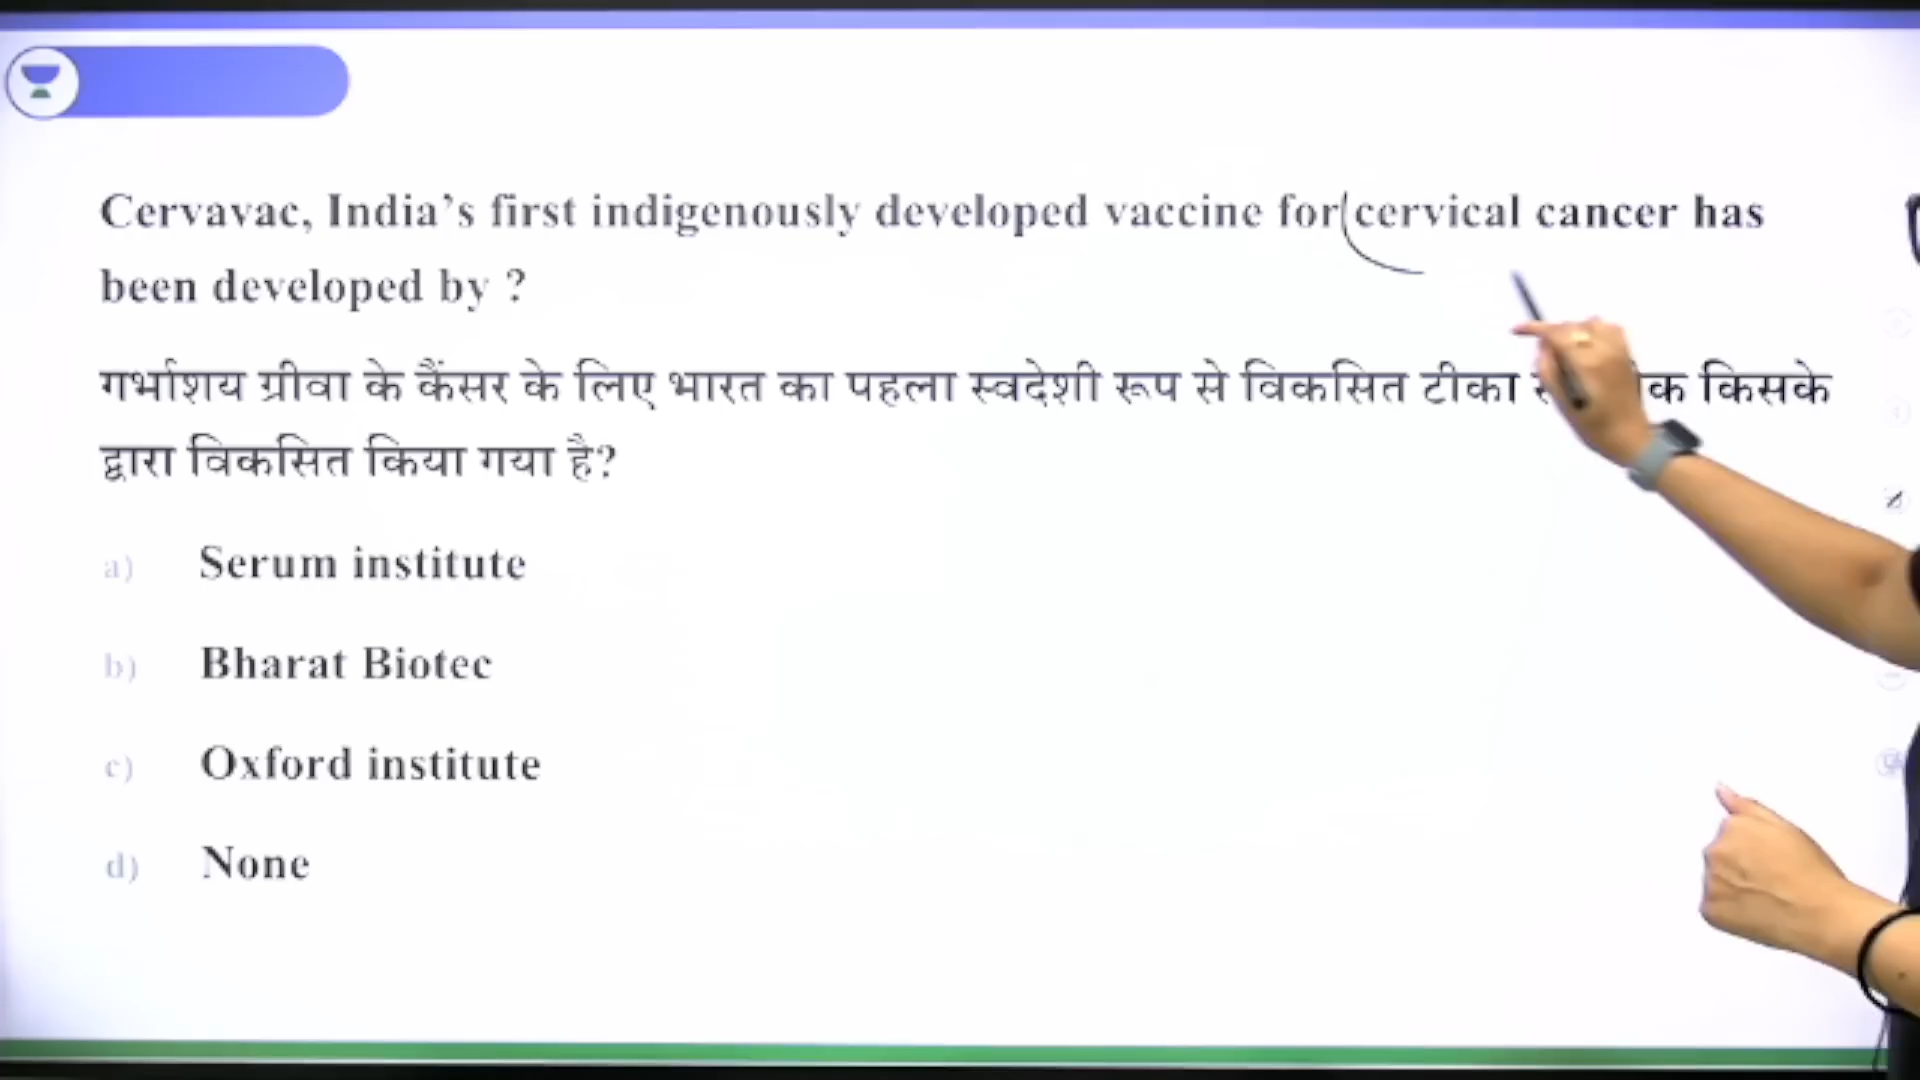 Cervavac, India's first indigenously developed vaccine for cervical cancer has
been developed by ?
गर्भाशय ग्रीवा के कैंसर के लिए भारत का पहला स्वदेशी रूप से विकसित टीका किसके
द्वारा विकसित किया गया है?
a) Serum institute
b) Bharat Biotec
c) Oxford institute
d) None